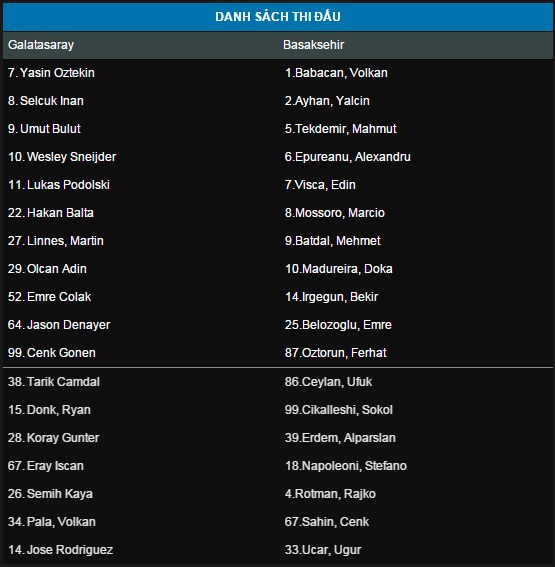 DANH SÁCH THI ĐẤU
Galatasaray Basaksehir
7. Yasin Oztekin 1.Babacan, Volkan
8. Selcuk Inan 2.Ayhan, Yalcin
9. Umut Bulut 5.Tekdemir, Mahmut
10. Wesley Sneijder 6.Epureanu, Alexandru
11. Lukas Podolski 7.Visca, Edin
22. Hakan Balta 8.Mossoro, Marcio
27. Linnes, Martin 9.Batdal, Mehmet
29. Olcan Adin 10.Madureira, Doka
52. Emre Colak 14.Irgegun, Bekir
64. Jason Denayer 25.Belozoglu, Emre
99. Cenk Gonen 87.Oztorun, Ferhat
38. Tarik Camdal 86.Ceylan, Ufuk
15. Donk, Ryan 99.Cikalleshi, Sokol
28. Koray Gunter 39.Erdem, Alparslan
67. Eray Iscan 18.Napoleoni, Stefano
26. Semih Kaya 4.Rotman, Rajko
34. Pala, Volkan 67.Sahin, Cenk
14. Jose Rodriguez 33.Ucar, Ugur